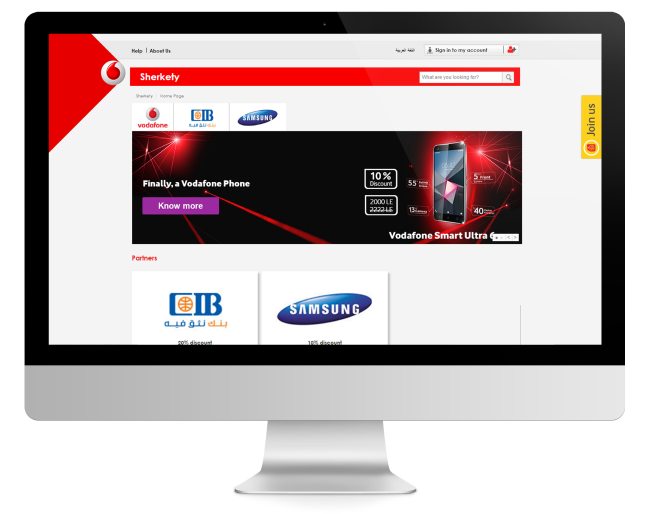 Help | About Us
اللغة العربية
Sign in to my account
Sherkety
What are you looking for?
Sherkety | Home Page
vodafone
CIB
بنك تثق فيه
SAMSUNG
Join us
Finally, a Vodafone Phone
Know more
10%
Discount
2000 LE
2222 LE
55
13
5 Front
40
Vodafone Smart Ultra 6
Partners
CIB
بنك تثق فيه
20% discount
SAMSUNG
10% discount